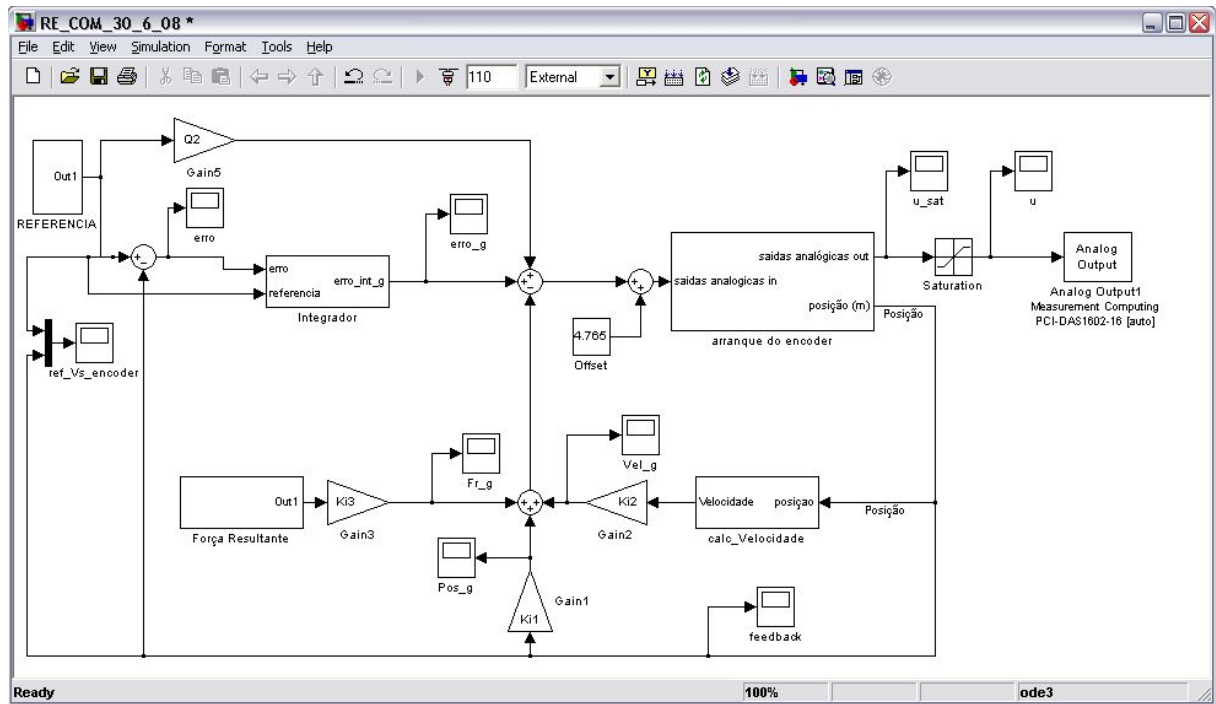 RE_COM_30_6_08 *
File Edit View Simulation Format Tools Help
110 External
Out1
REFERENCIA
Q2
Gain5
erro
erro_g
erro
referencia
erro_int_g
Integrador
ref_Vs_encoder
4.765
Offset
saidas analogicas in
saidas analógicas out
posição (m)
arranque do encoder
Posição
u_sat
u
Saturation
Analog
Output
Analog Output1
Measurement Computing
PCI-DAS1602-16 [auto]
Out1
Força Resultante
Ki3
Gain3
Fr_g
Vel_g
Ki2
Gain2
Velocidade
posiçao
calc_Velocidade
Posição
Pos_g
Ki1
Gain1
feedback
Ready 100% ode3